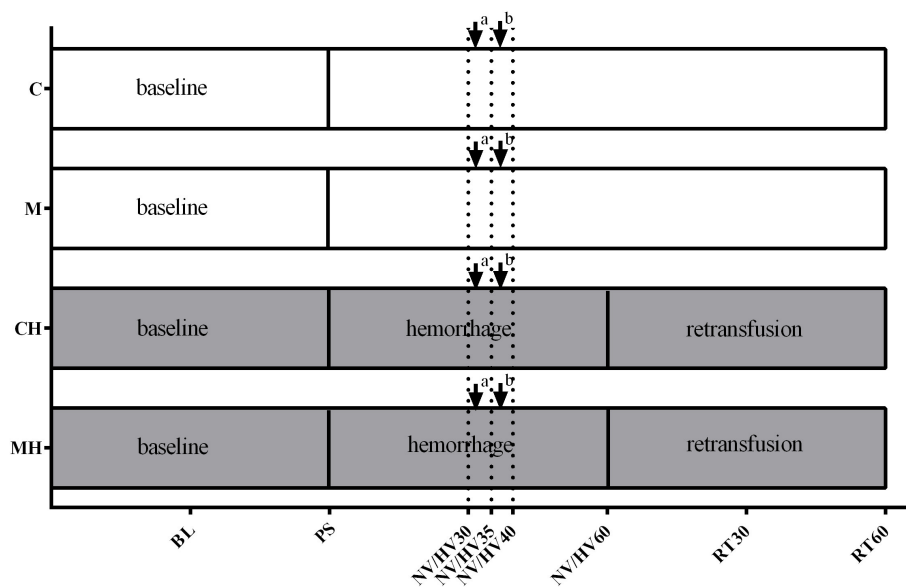 a b
C baseline
a b
M baseline
a b
CH baseline hemorrhage retransfusion
a b
MH baseline hemorrhage retransfusion
BL PS NV/HV30 NV/HV35 NV/HV40 NV/HV60 RT30 RT60